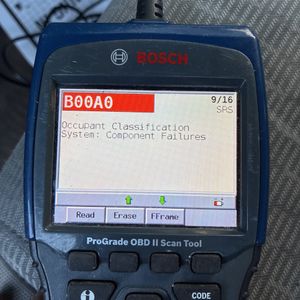 BOSCH
B00A0
9/16
SRS
Occupant Classification
System: Component Failures
Read Erase FFrame
ProGrade OBD II Scan Tool
CODE